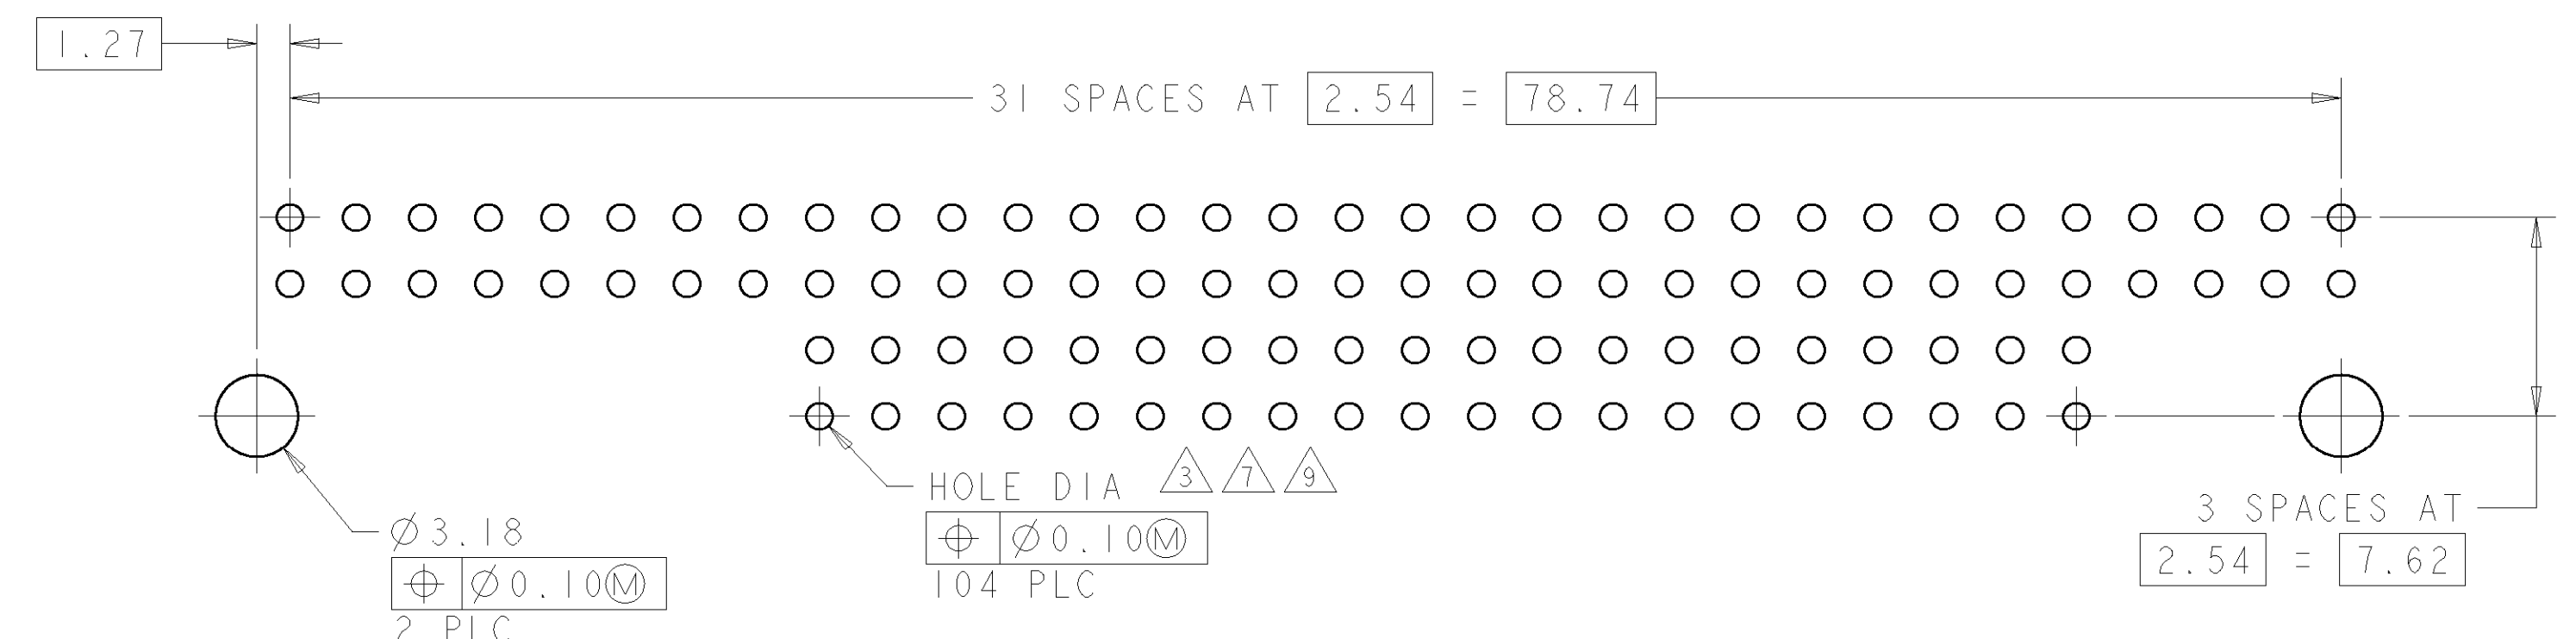 1.27
31 SPACES AT 2.54 = 78.74
HOLE DIA 3 7 9
⌖ Ø0.10Ⓜ
104 PLC
Ø3.18
⌖ Ø0.10Ⓜ
2 PLC
3 SPACES AT
2.54 = 7.62